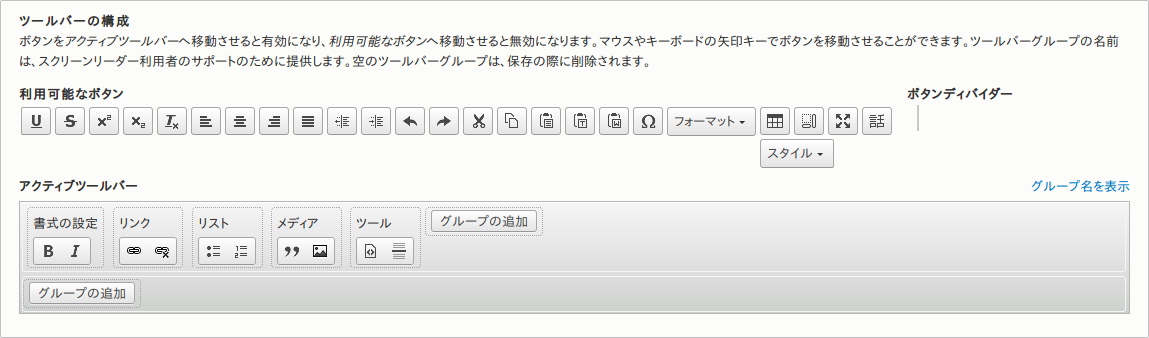 ツールバーの構成
ボタンをアクティブツールバーへ移動させると有効になり、利用可能なボタンへ移動させると無効になります。マウスやキーボードの矢印キーでボタンを移動させることができます。ツールバーグループの名前
は、スクリーンリーダー利用者のサポートのために提供します。空のツールバーグループは、保存の際に削除されます。
利用可能なボタン ボタンディバイダー
U S x² x₂ Ix Ω フォーマット 話
スタイル
アクティブツールバー グループ名を表示
書式の設定 リンク リスト メディア ツール グループの追加
B I
グループの追加